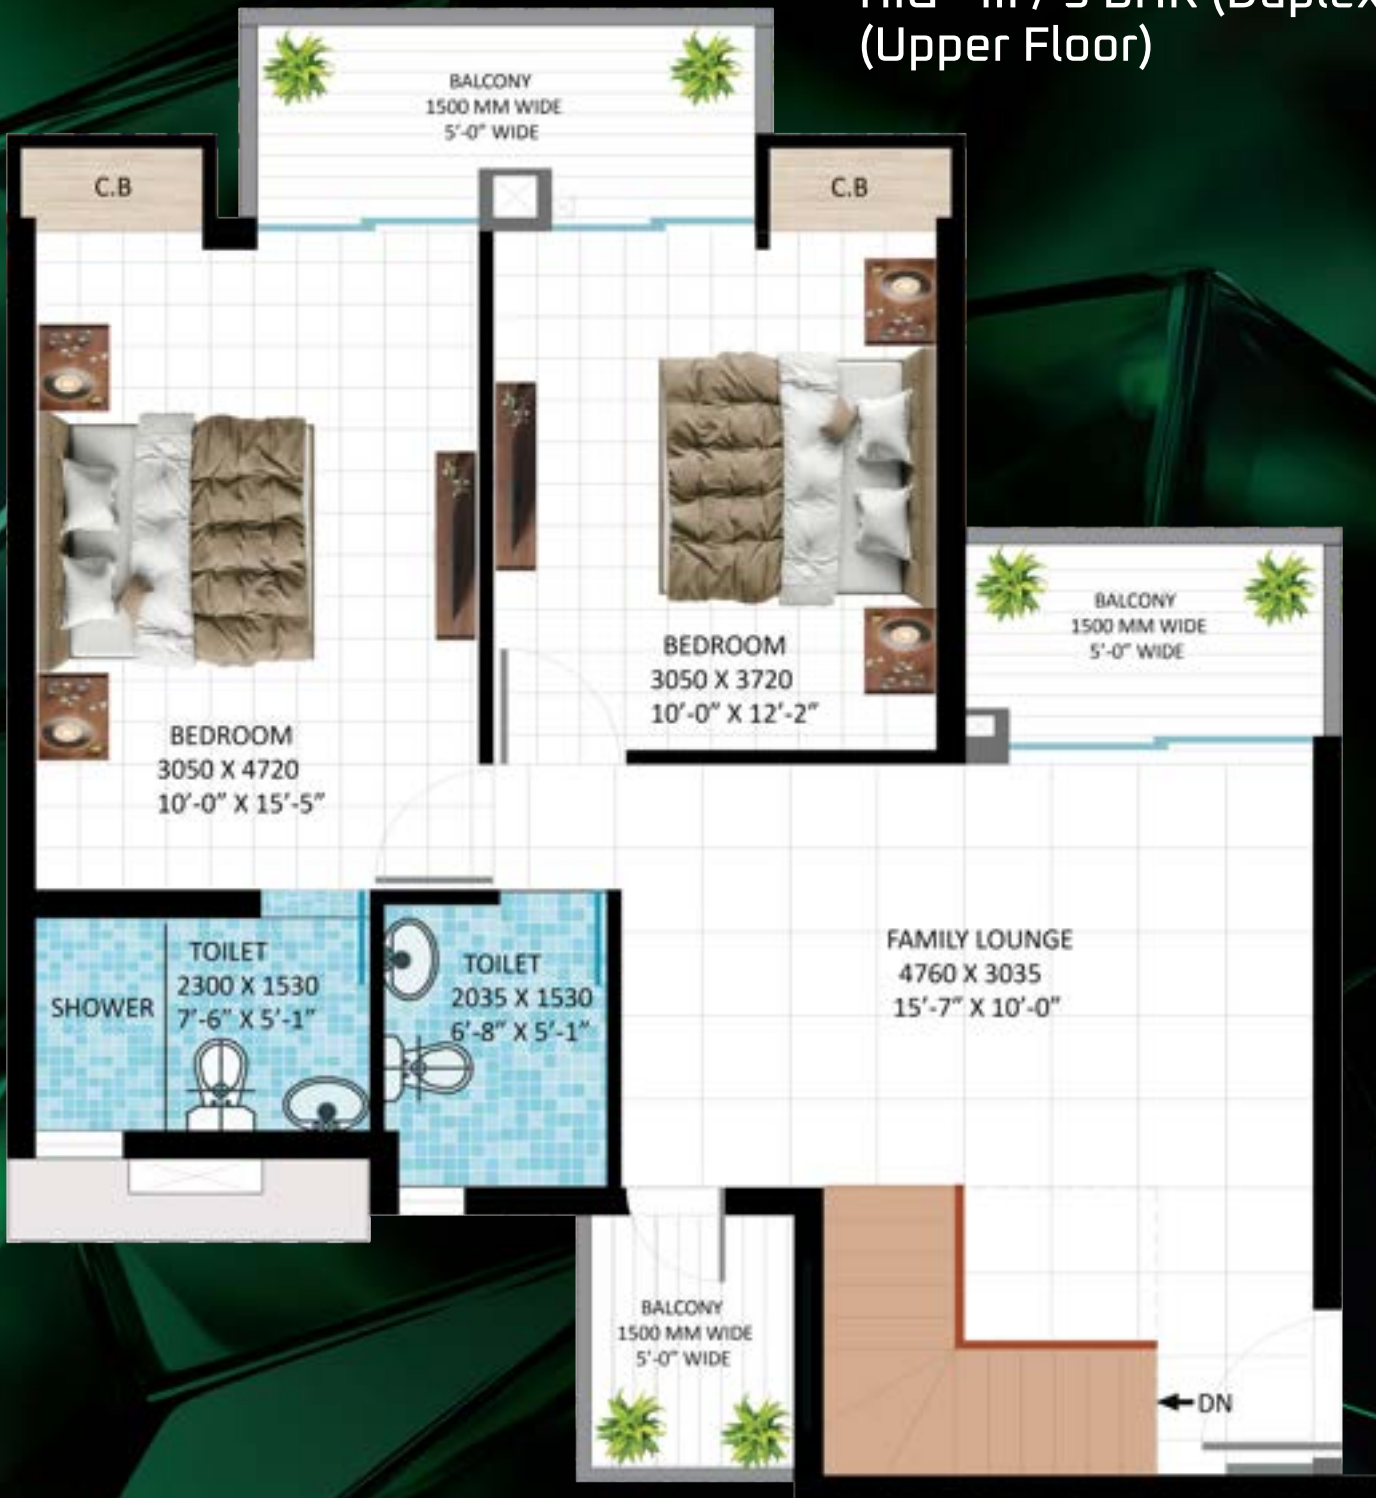 (Upper Floor)
BALCONY
1500 MM WIDE
5'-0" WIDE
C.B
C.B
BALCONY
1500 MM WIDE
5'-0" WIDE
BEDROOM
3050 X 3720
10'-0" X 12'-2"
BEDROOM
3050 X 4720
10'-0" X 15'-5"
FAMILY LOUNGE
4760 X 3035
15'-7" X 10'-0"
TOILET
2300 X 1530
7'-6" X 5'-1"
SHOWER
TOILET
2035 X 1530
6'-8" X 5'-1"
BALCONY
1500 MM WIDE
5'-0" WIDE
DN